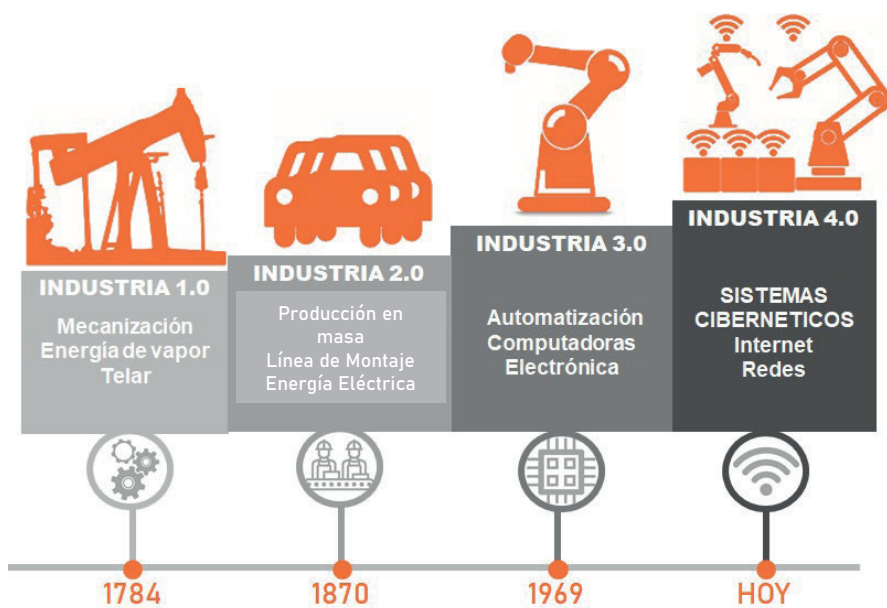 INDUSTRIA 1.0
Mecanización
Energía de vapor
Telar
INDUSTRIA 2.0
Producción en
masa
Línea de Montaje
Energía Eléctrica
INDUSTRIA 3.0
Automatización
Computadoras
Electrónica
INDUSTRIA 4.0
SISTEMAS
CIBERNETICOS
Internet
Redes
1784
1870
1969
HOY